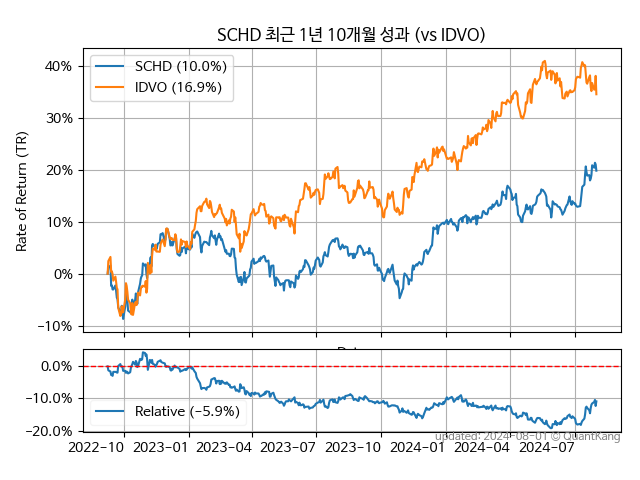 SCHD 최근 1년 10개월 성과 (vs IDVO)
SCHD (10.0%)
IDVO (16.9%)
Rate of Return (TR)
40%
30%
20%
10%
0%
−10%
0.0%
−10.0%
−20.0%
Relative (−5.9%)
2022-10 2023-01 2023-04 2023-07 2023-10 2024-01 2024-04 2024-07
updated: 2024-08-01 © QuantKang